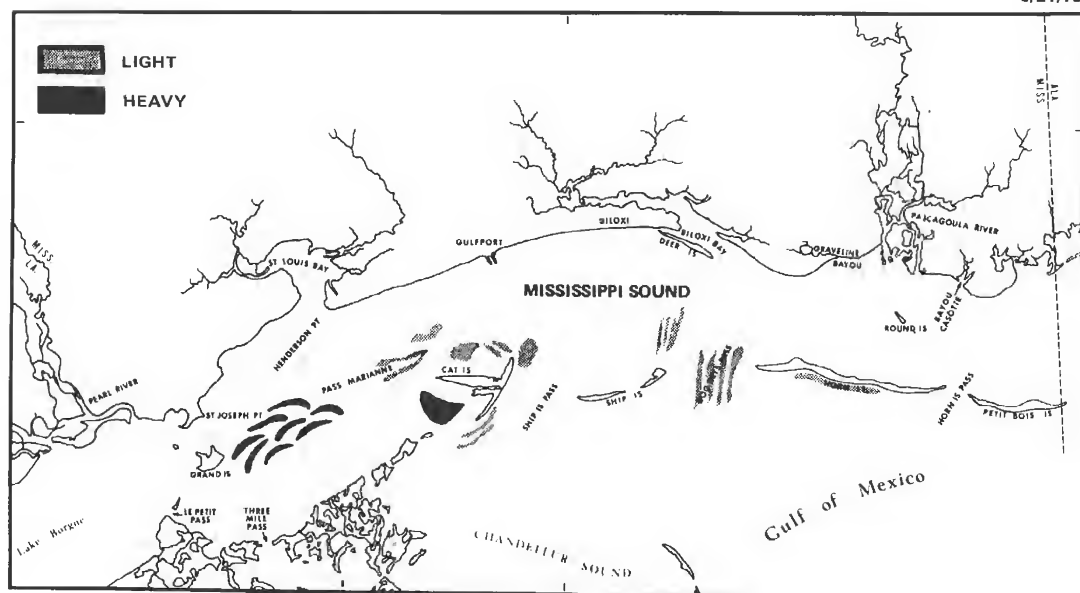 LIGHT
HEAVY
MISS
ALA
MISS
LA
ST LOUIS BAY
GULFPORT
BILOXI
BILOXI BAY
DEER IS
GRAVELINE
BAYOU
PASCAGOULA RIVER
BAYOU
CASOTTE
ROUND IS
MISSISSIPPI SOUND
HENDERSON PT
PASS MARIANNE
CAT IS
SHIP IS PASS
SHIP IS
HORN IS
HORN IS PASS
PETIT BOIS IS
PEARL RIVER
ST JOSEPH PT
GRAND IS
LE PETIT
PASS
THREE
MILE
PASS
Lake Borgne
CHANDELEUR SOUND
Gulf of Mexico